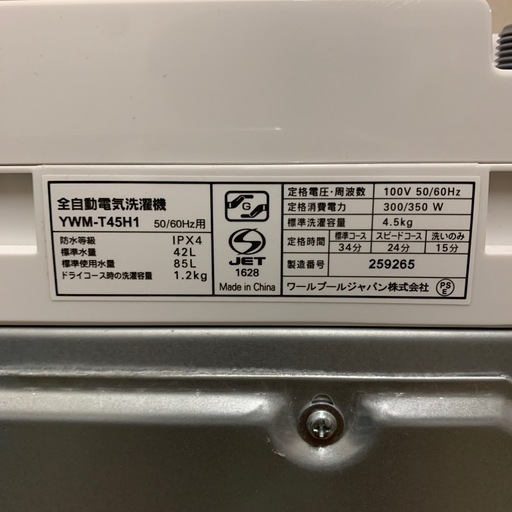 全自動電気洗濯機
YWM-T45H1 50/60Hz用
防水等級 IPX4
標準水量 42L
標準使用水量 85L
ドライコース時の洗濯容量 1.2kg
G
JET
1628
Made in China
定格電圧・周波数 100V 50/60Hz
定格消費電力 300/350 W
標準洗濯容量 4.5kg
定格時間 標準コース 34分 スピードコース 24分 洗いのみ 15分
製造番号 259265
ワールプールジャパン株式会社
PS
E